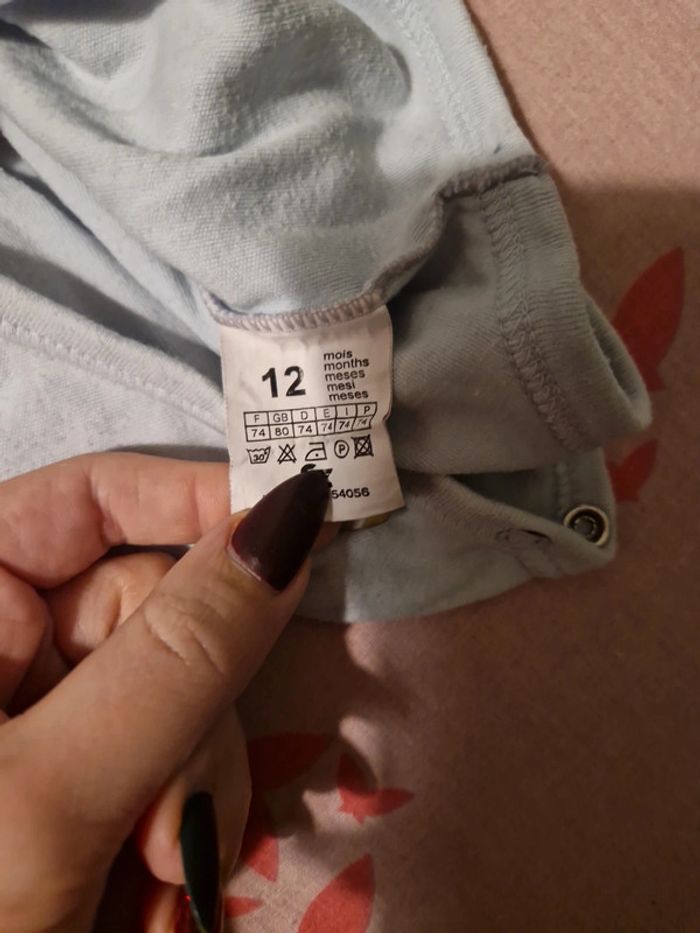 12
mois
months
meses
mesi
meses
F GB D E I P
74 80 74 74 74 74
30 P
54056